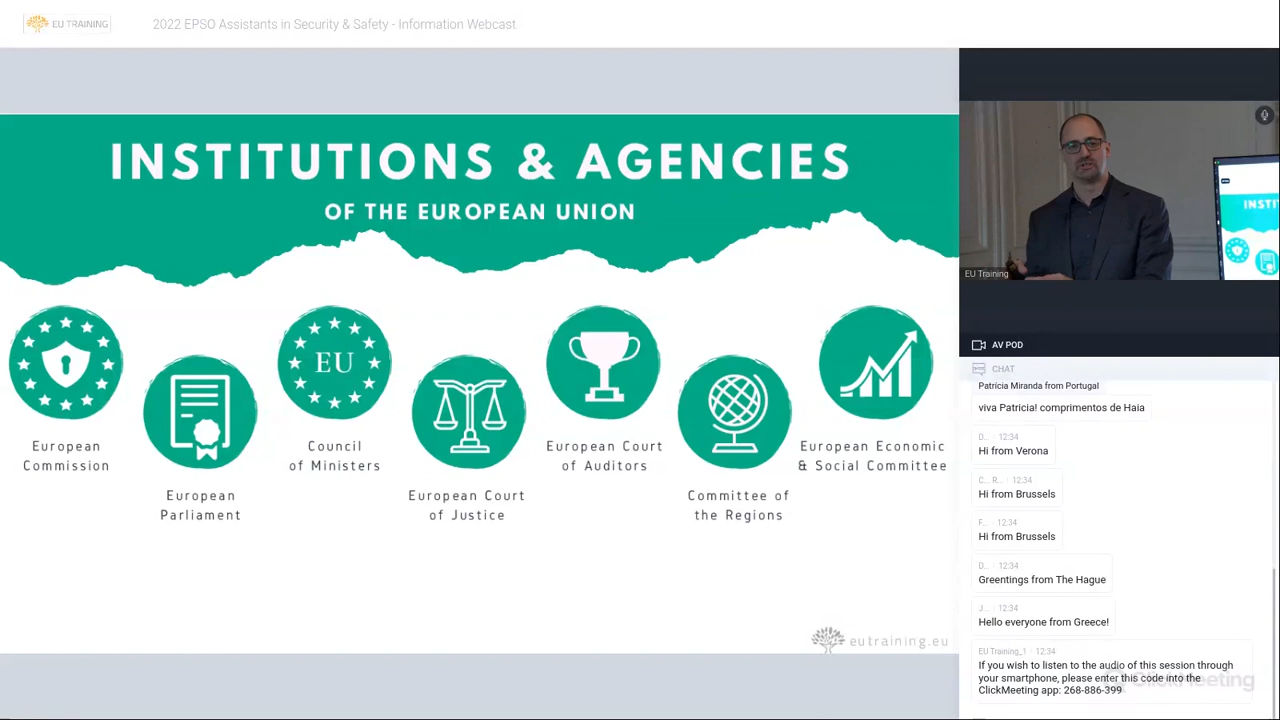 EU TRAINING
2022 EPSO Assistants in Security & Safety - Information Webcast
INSTITUTIONS & AGENCIES
OF THE EUROPEAN UNION
EU
European
Commission
European
Parliament
Council
of Ministers
European Court
of Justice
European Court
of Auditors
Committee of
the Regions
European Economic
& Social Committee
eutraining.eu
INSTI
EU Training
AV POD
CHAT
Patrícia Miranda from Portugal
viva Patricia! comprimentos de Haia
D... · 12:34
Hi from Verona
C... R... · 12:34
Hi from Brussels
F... · 12:34
Hi from Brussels
D... · 12:34
Greentings from The Hague
J... · 12:34
Hello everyone from Greece!
EU Training_1 · 12:34
If you wish to listen to the audio of this session through
your smartphone, please enter this code into the
ClickMeeting app: 268-886-399
ClickMeeting